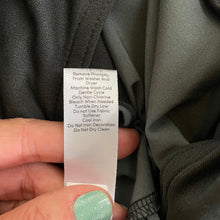 Remove Promptly
From Washer And
Dryer
Machine Wash Cold
Gentle Cycle
Only Non-Chlorine
Bleach When Needed
Tumble Dry Low
Do Not Use Fabric
Softener
Cool Iron
Do Not Iron Decoration
Do Not Dry Clean